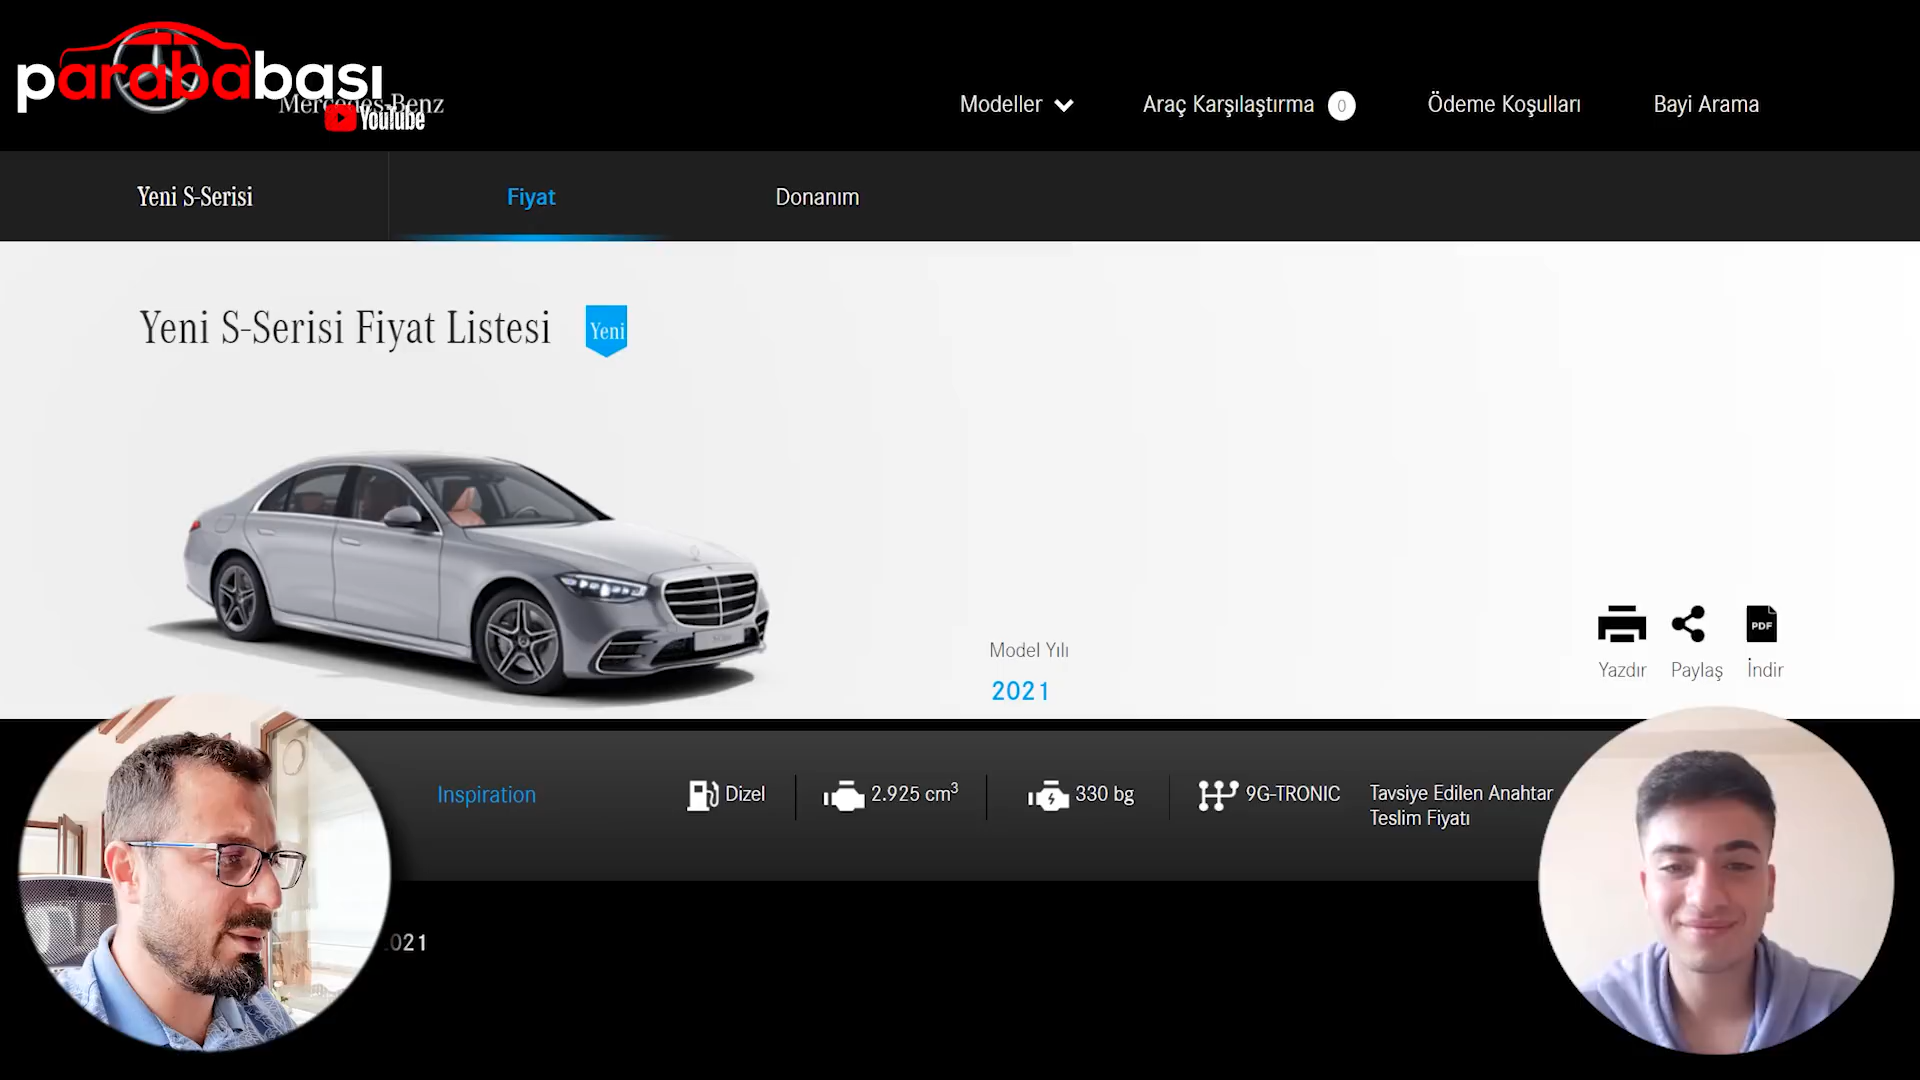 parababası
Mercedes-Benz
YouTube
Modeller
Araç Karşılaştırma 0
Ödeme Koşulları
Bayi Arama
Yeni S-Serisi
Fiyat
Donanım
Yeni S-Serisi Fiyat Listesi
Yeni
Model Yılı
2021
Yazdır
Paylaş
PDF
İndir
Inspiration
Dizel
2.925 cm³
330 bg
9G-TRONIC
Tavsiye Edilen Anahtar
Teslim Fiyatı
021